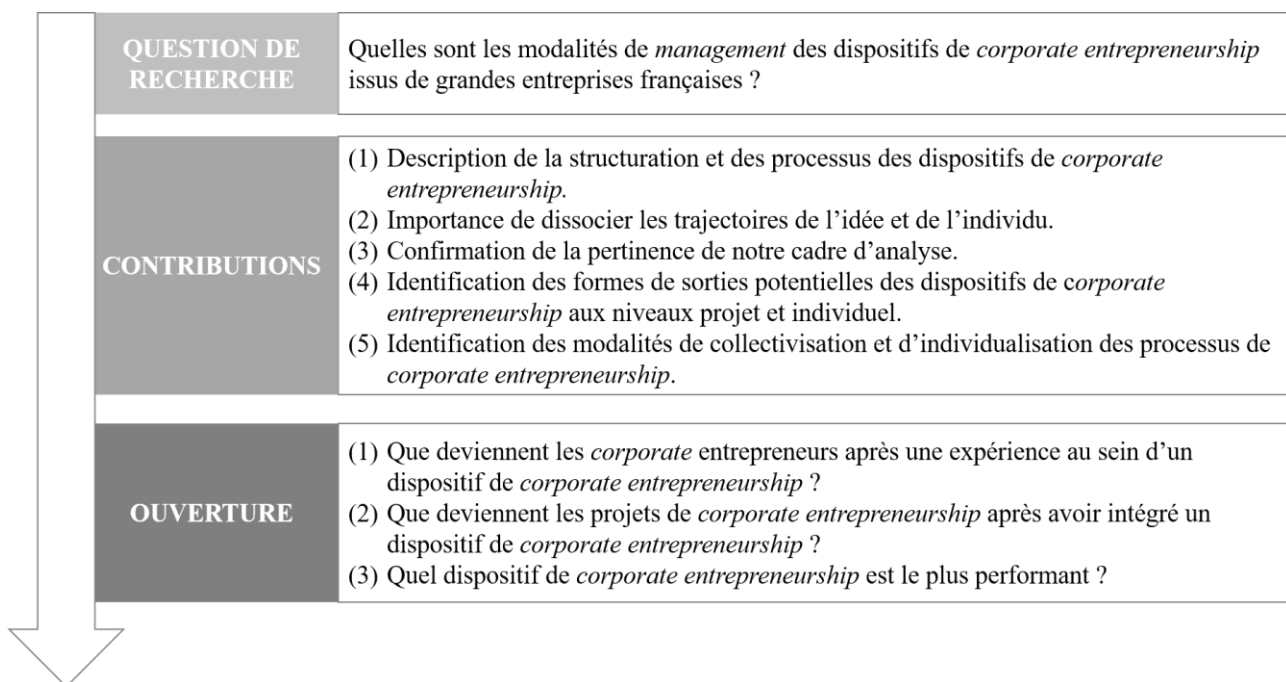 QUESTION DE
RECHERCHE
Quelles sont les modalités de management des dispositifs de corporate entrepreneurship
issus de grandes entreprises françaises ?
CONTRIBUTIONS
(1) Description de la structuration et des processus des dispositifs de corporate
entrepreneurship.
(2) Importance de dissocier les trajectoires de l’idée et de l’individu.
(3) Confirmation de la pertinence de notre cadre d’analyse.
(4) Identification des formes de sorties potentielles des dispositifs de corporate
entrepreneurship aux niveaux projet et individuel.
(5) Identification des modalités de collectivisation et d’individualisation des processus de
corporate entrepreneurship.
OUVERTURE
(1) Que deviennent les corporate entrepreneurs après une expérience au sein d’un
dispositif de corporate entrepreneurship ?
(2) Que deviennent les projets de corporate entrepreneurship après avoir intégré un
dispositif de corporate entrepreneurship ?
(3) Quel dispositif de corporate entrepreneurship est le plus performant ?